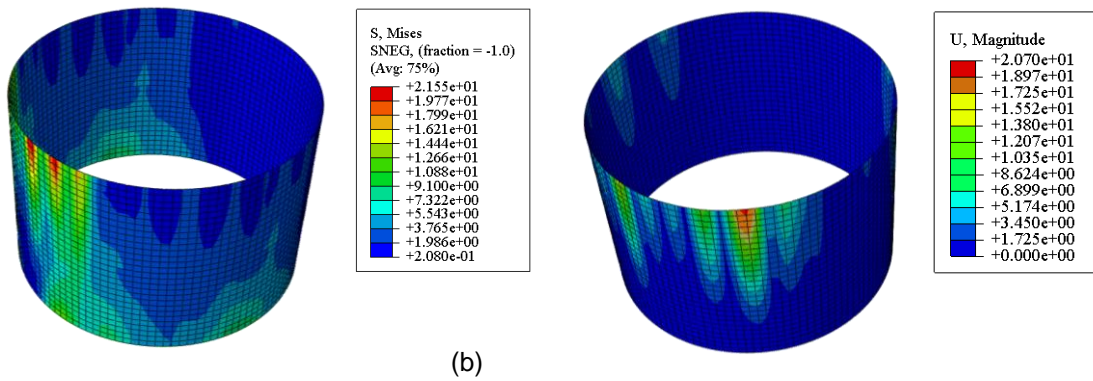 S, Mises
SNEG, (fraction = -1.0)
(Avg: 75%)
+2.155e+01
+1.977e+01
+1.799e+01
+1.621e+01
+1.444e+01
+1.266e+01
+1.088e+01
+9.100e+00
+7.322e+00
+5.543e+00
+3.765e+00
+1.986e+00
+2.080e-01
U, Magnitude
+2.070e+01
+1.897e+01
+1.725e+01
+1.552e+01
+1.380e+01
+1.207e+01
+1.035e+01
+8.624e+00
+6.899e+00
+5.174e+00
+3.450e+00
+1.725e+00
+0.000e+00
(b)